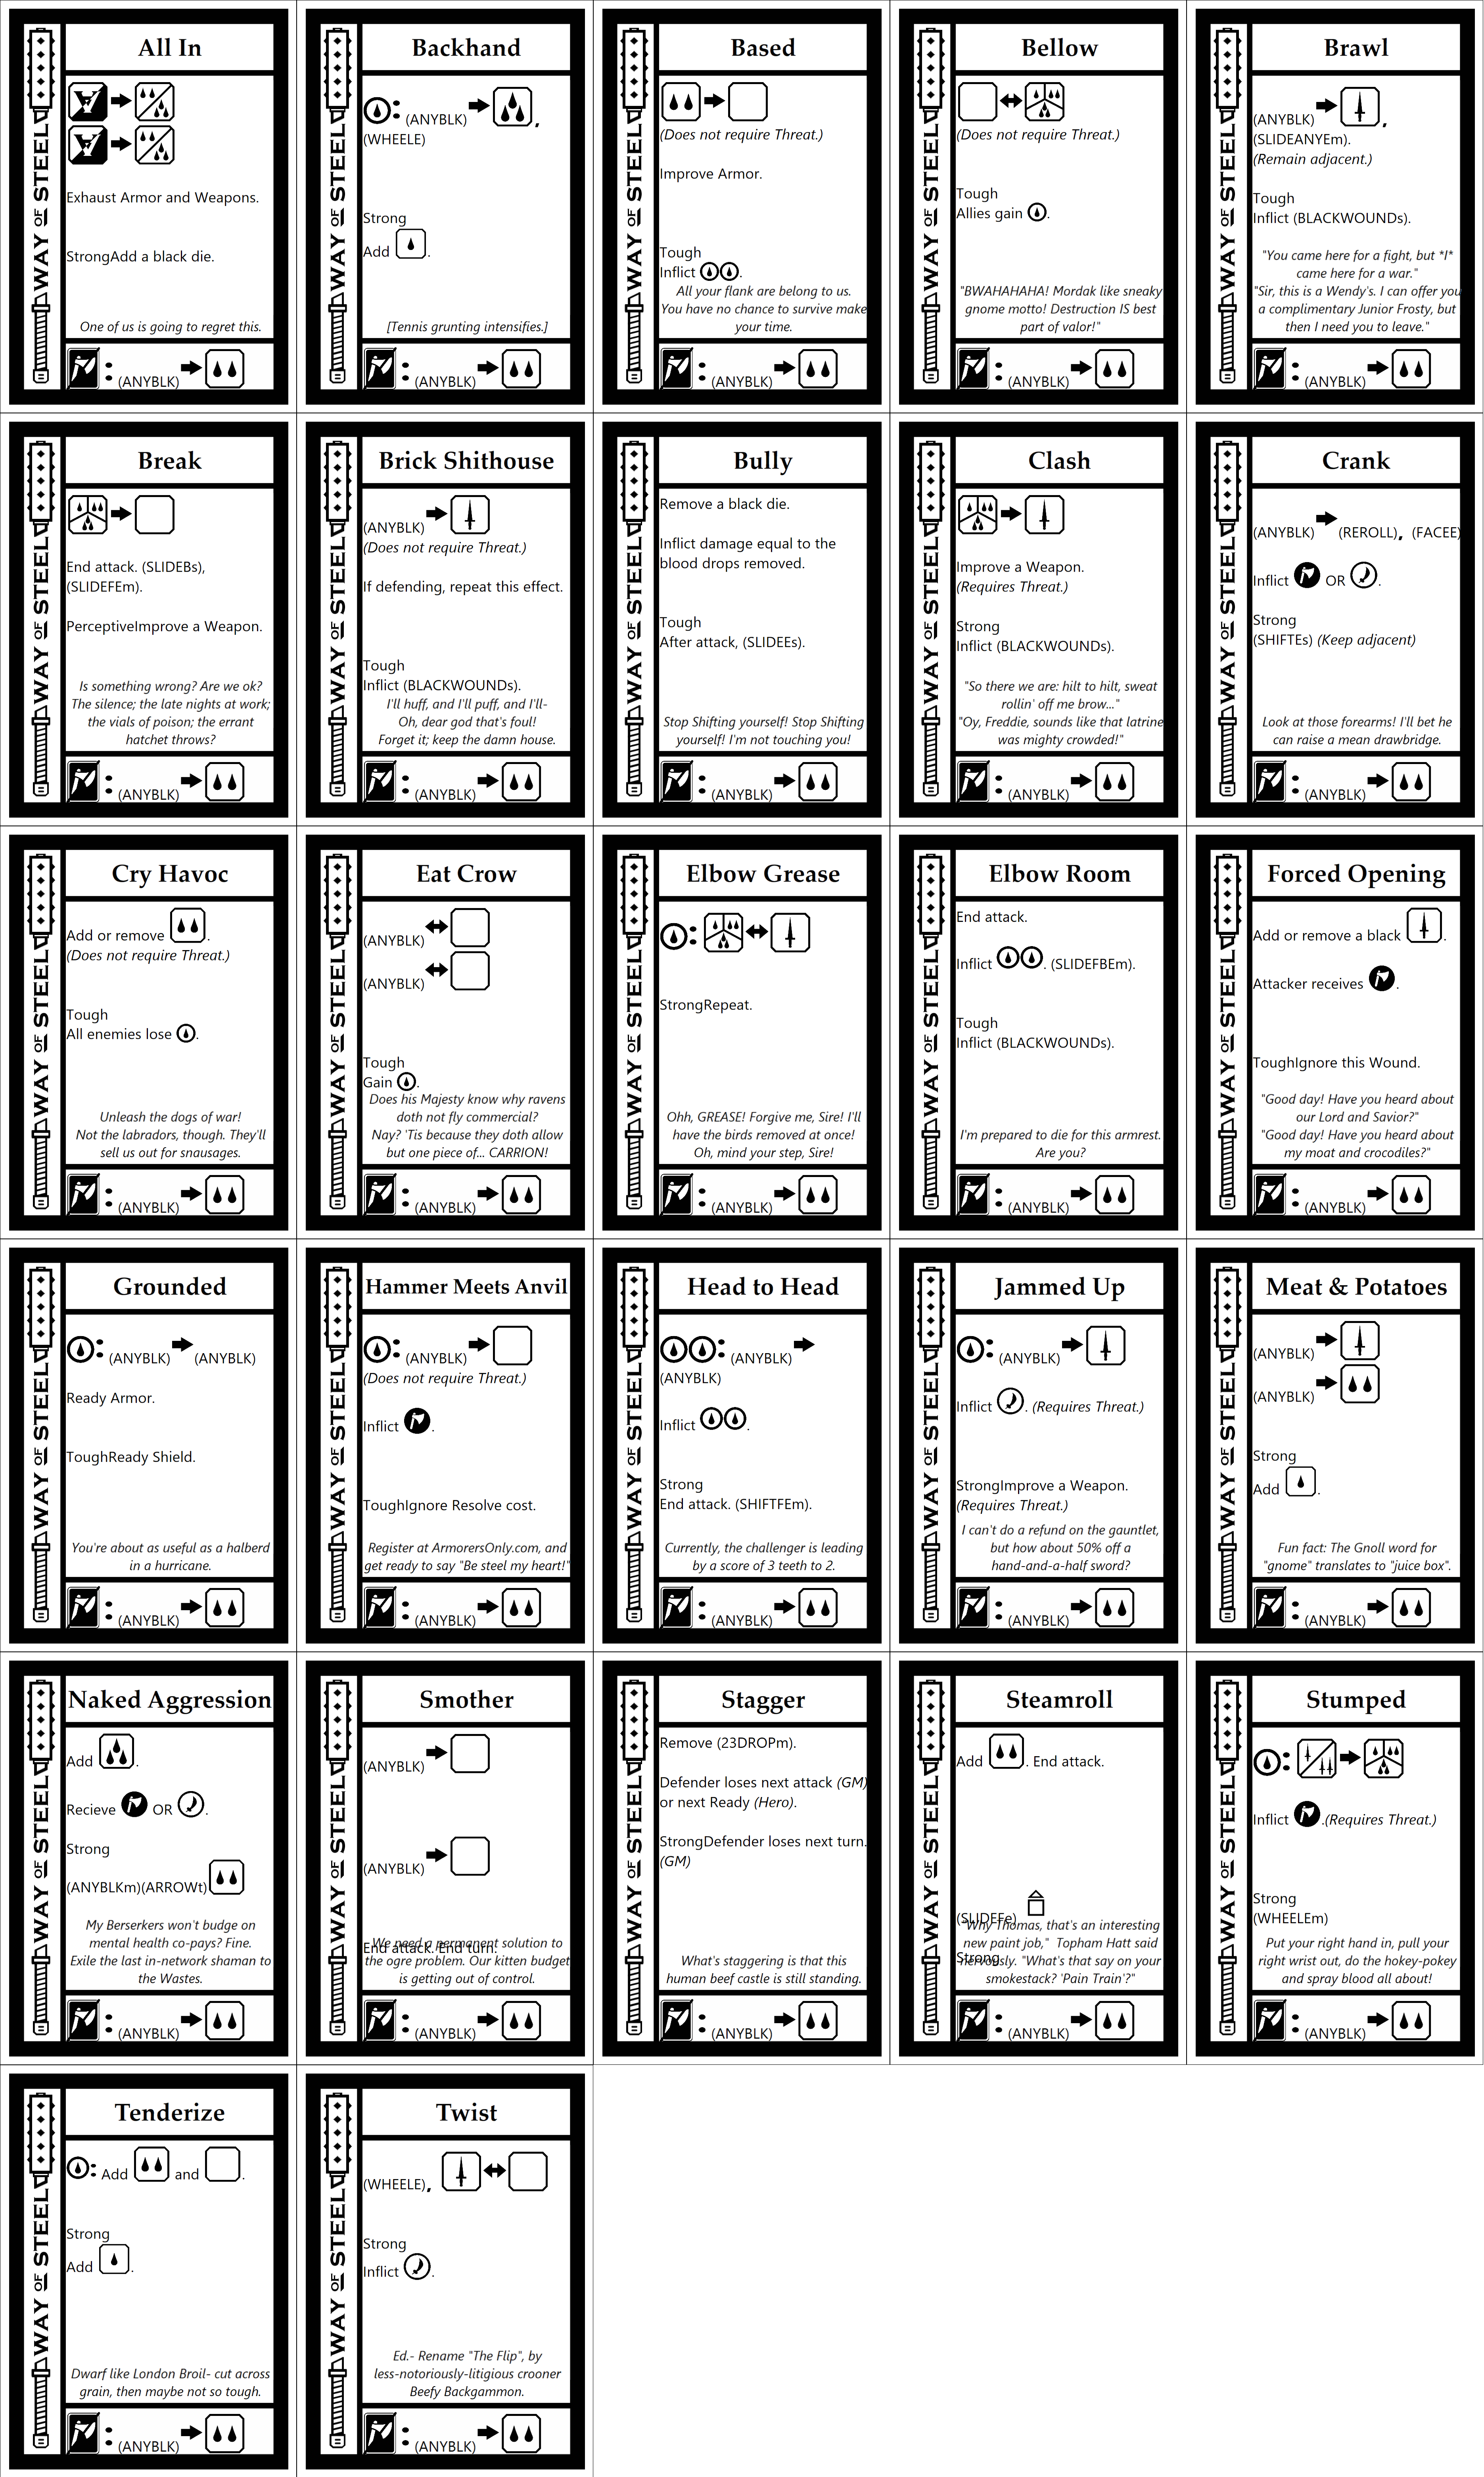 All In
WAY OF STEEL
Exhaust Armor and Weapons.
StrongAdd a black die.
One of us is going to regret this.
: (ANYBLK)
Backhand
WAY OF STEEL
: (ANYBLK) ,
(WHEELE)
Strong
Add .
[Tennis grunting intensifies.]
: (ANYBLK)
Based
WAY OF STEEL
(Does not require Threat.)
Improve Armor.
Tough
Inflict .
All your flank are belong to us.
You have no chance to survive make
your time.
: (ANYBLK)
Bellow
WAY OF STEEL
(Does not require Threat.)
Tough
Allies gain .
"BWAHAHAHA! Mordak like sneaky
gnome motto! Destruction IS best
part of valor!"
: (ANYBLK)
Brawl
WAY OF STEEL
(ANYBLK) ,
(SLIDEANYEm).
(Remain adjacent.)
Tough
Inflict (BLACKWOUNDs).
"You came here for a fight, but *I*
came here for a war."
"Sir, this is a Wendy's. I can offer you
a complimentary Junior Frosty, but
then I need you to leave."
: (ANYBLK)
Break
WAY OF STEEL
End attack. (SLIDEBs),
(SLIDEFEm).
PerceptiveImprove a Weapon.
Is something wrong? Are we ok?
The silence; the late nights at work;
the vials of poison; the errant
hatchet throws?
: (ANYBLK)
Brick Shithouse
WAY OF STEEL
(ANYBLK)
(Does not require Threat.)
If defending, repeat this effect.
Tough
Inflict (BLACKWOUNDs).
I'll huff, and I'll puff, and I'll-
Oh, dear god that's foul!
Forget it; keep the damn house.
: (ANYBLK)
Bully
WAY OF STEEL
Remove a black die.
Inflict damage equal to the
blood drops removed.
Tough
After attack, (SLIDEEs).
Stop Shifting yourself! Stop Shifting
yourself! I'm not touching you!
: (ANYBLK)
Clash
WAY OF STEEL
Improve a Weapon.
(Requires Threat.)
Strong
Inflict (BLACKWOUNDs).
"So there we are: hilt to hilt, sweat
rollin' off me brow..."
"Oy, Freddie, sounds like that latrine
was mighty crowded!"
: (ANYBLK)
Crank
WAY OF STEEL
(ANYBLK) (REROLL), (FACEE)
Inflict OR .
Strong
(SHIFTEs) (Keep adjacent)
Look at those forearms! I'll bet he
can raise a mean drawbridge.
: (ANYBLK)
Cry Havoc
WAY OF STEEL
Add or remove .
(Does not require Threat.)
Tough
All enemies lose .
Unleash the dogs of war!
Not the labradors, though. They'll
sell us out for snausages.
: (ANYBLK)
Eat Crow
WAY OF STEEL
(ANYBLK)
(ANYBLK)
Tough
Gain .
Does his Majesty know why ravens
doth not fly commercial?
Nay? 'Tis because they doth allow
but one piece of... CARRION!
: (ANYBLK)
Elbow Grease
WAY OF STEEL
:
StrongRepeat.
Ohh, GREASE! Forgive me, Sire! I'll
have the birds removed at once!
Oh, mind your step, Sire!
: (ANYBLK)
Elbow Room
WAY OF STEEL
End attack.
Inflict . (SLIDEFBEm).
Tough
Inflict (BLACKWOUNDs).
I'm prepared to die for this armrest.
Are you?
: (ANYBLK)
Forced Opening
WAY OF STEEL
Add or remove a black .
Attacker receives .
ToughIgnore this Wound.
"Good day! Have you heard about
our Lord and Savior?"
"Good day! Have you heard about
my moat and crocodiles?"
: (ANYBLK)
Grounded
WAY OF STEEL
: (ANYBLK) (ANYBLK)
Ready Armor.
ToughReady Shield.
You're about as useful as a halberd
in a hurricane.
: (ANYBLK)
Hammer Meets Anvil
WAY OF STEEL
: (ANYBLK)
(Does not require Threat.)
Inflict .
ToughIgnore Resolve cost.
Register at ArmorersOnly.com, and
get ready to say "Be steel my heart!"
: (ANYBLK)
Head to Head
WAY OF STEEL
: (ANYBLK)
(ANYBLK)
Inflict .
Strong
End attack. (SHIFTFEm).
Currently, the challenger is leading
by a score of 3 teeth to 2.
: (ANYBLK)
Jammed Up
WAY OF STEEL
: (ANYBLK)
Inflict . (Requires Threat.)
StrongImprove a Weapon.
(Requires Threat.)
I can't do a refund on the gauntlet,
but how about 50% off a
hand-and-a-half sword?
: (ANYBLK)
Meat & Potatoes
WAY OF STEEL
(ANYBLK)
(ANYBLK)
Strong
Add .
Fun fact: The Gnoll word for
"gnome" translates to "juice box".
: (ANYBLK)
Naked Aggression
WAY OF STEEL
Add .
Recieve OR .
Strong
(ANYBLKm)(ARROWt)
My Berserkers won't budge on
mental health co-pays? Fine.
Exile the last in-network shaman to
the Wastes.
: (ANYBLK)
Smother
WAY OF STEEL
(ANYBLK)
(ANYBLK)
End attack. End turn.
We need a permanent solution to
the ogre problem. Our kitten budget
is getting out of control.
: (ANYBLK)
Stagger
WAY OF STEEL
Remove (23DROPm).
Defender loses next attack (GM)
or next Ready (Hero).
StrongDefender loses next turn.
(GM)
What's staggering is that this
human beef castle is still standing.
: (ANYBLK)
Steamroll
WAY OF STEEL
Add . End attack.
(SLIDEFe)
Strong
"Why Thomas, that's an interesting
new paint job," Topham Hatt said
nervously. "What's that say on your
smokestack? 'Pain Train'?"
: (ANYBLK)
Stumped
WAY OF STEEL
:
Inflict .(Requires Threat.)
Strong
(WHEELEm)
Put your right hand in, pull your
right wrist out, do the hokey-pokey
and spray blood all about!
: (ANYBLK)
Tenderize
WAY OF STEEL
: Add and .
Strong
Add .
Dwarf like London Broil- cut across
grain, then maybe not so tough.
: (ANYBLK)
Twist
WAY OF STEEL
(WHEELE),
Strong
Inflict .
Ed.- Rename "The Flip", by
less-notoriously-litigious crooner
Beefy Backgammon.
: (ANYBLK)